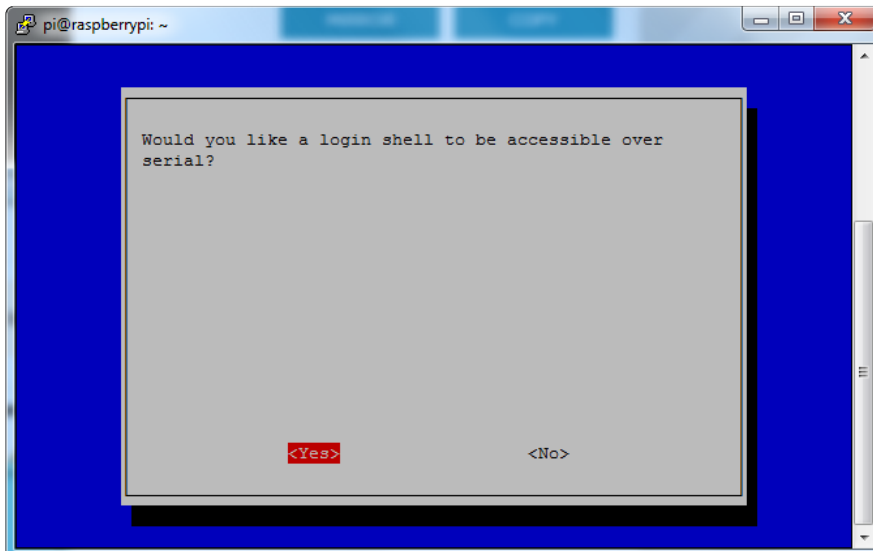 pi@raspberrypi: ~
Would you like a login shell to be accessible over
serial?
<Yes>
<No>